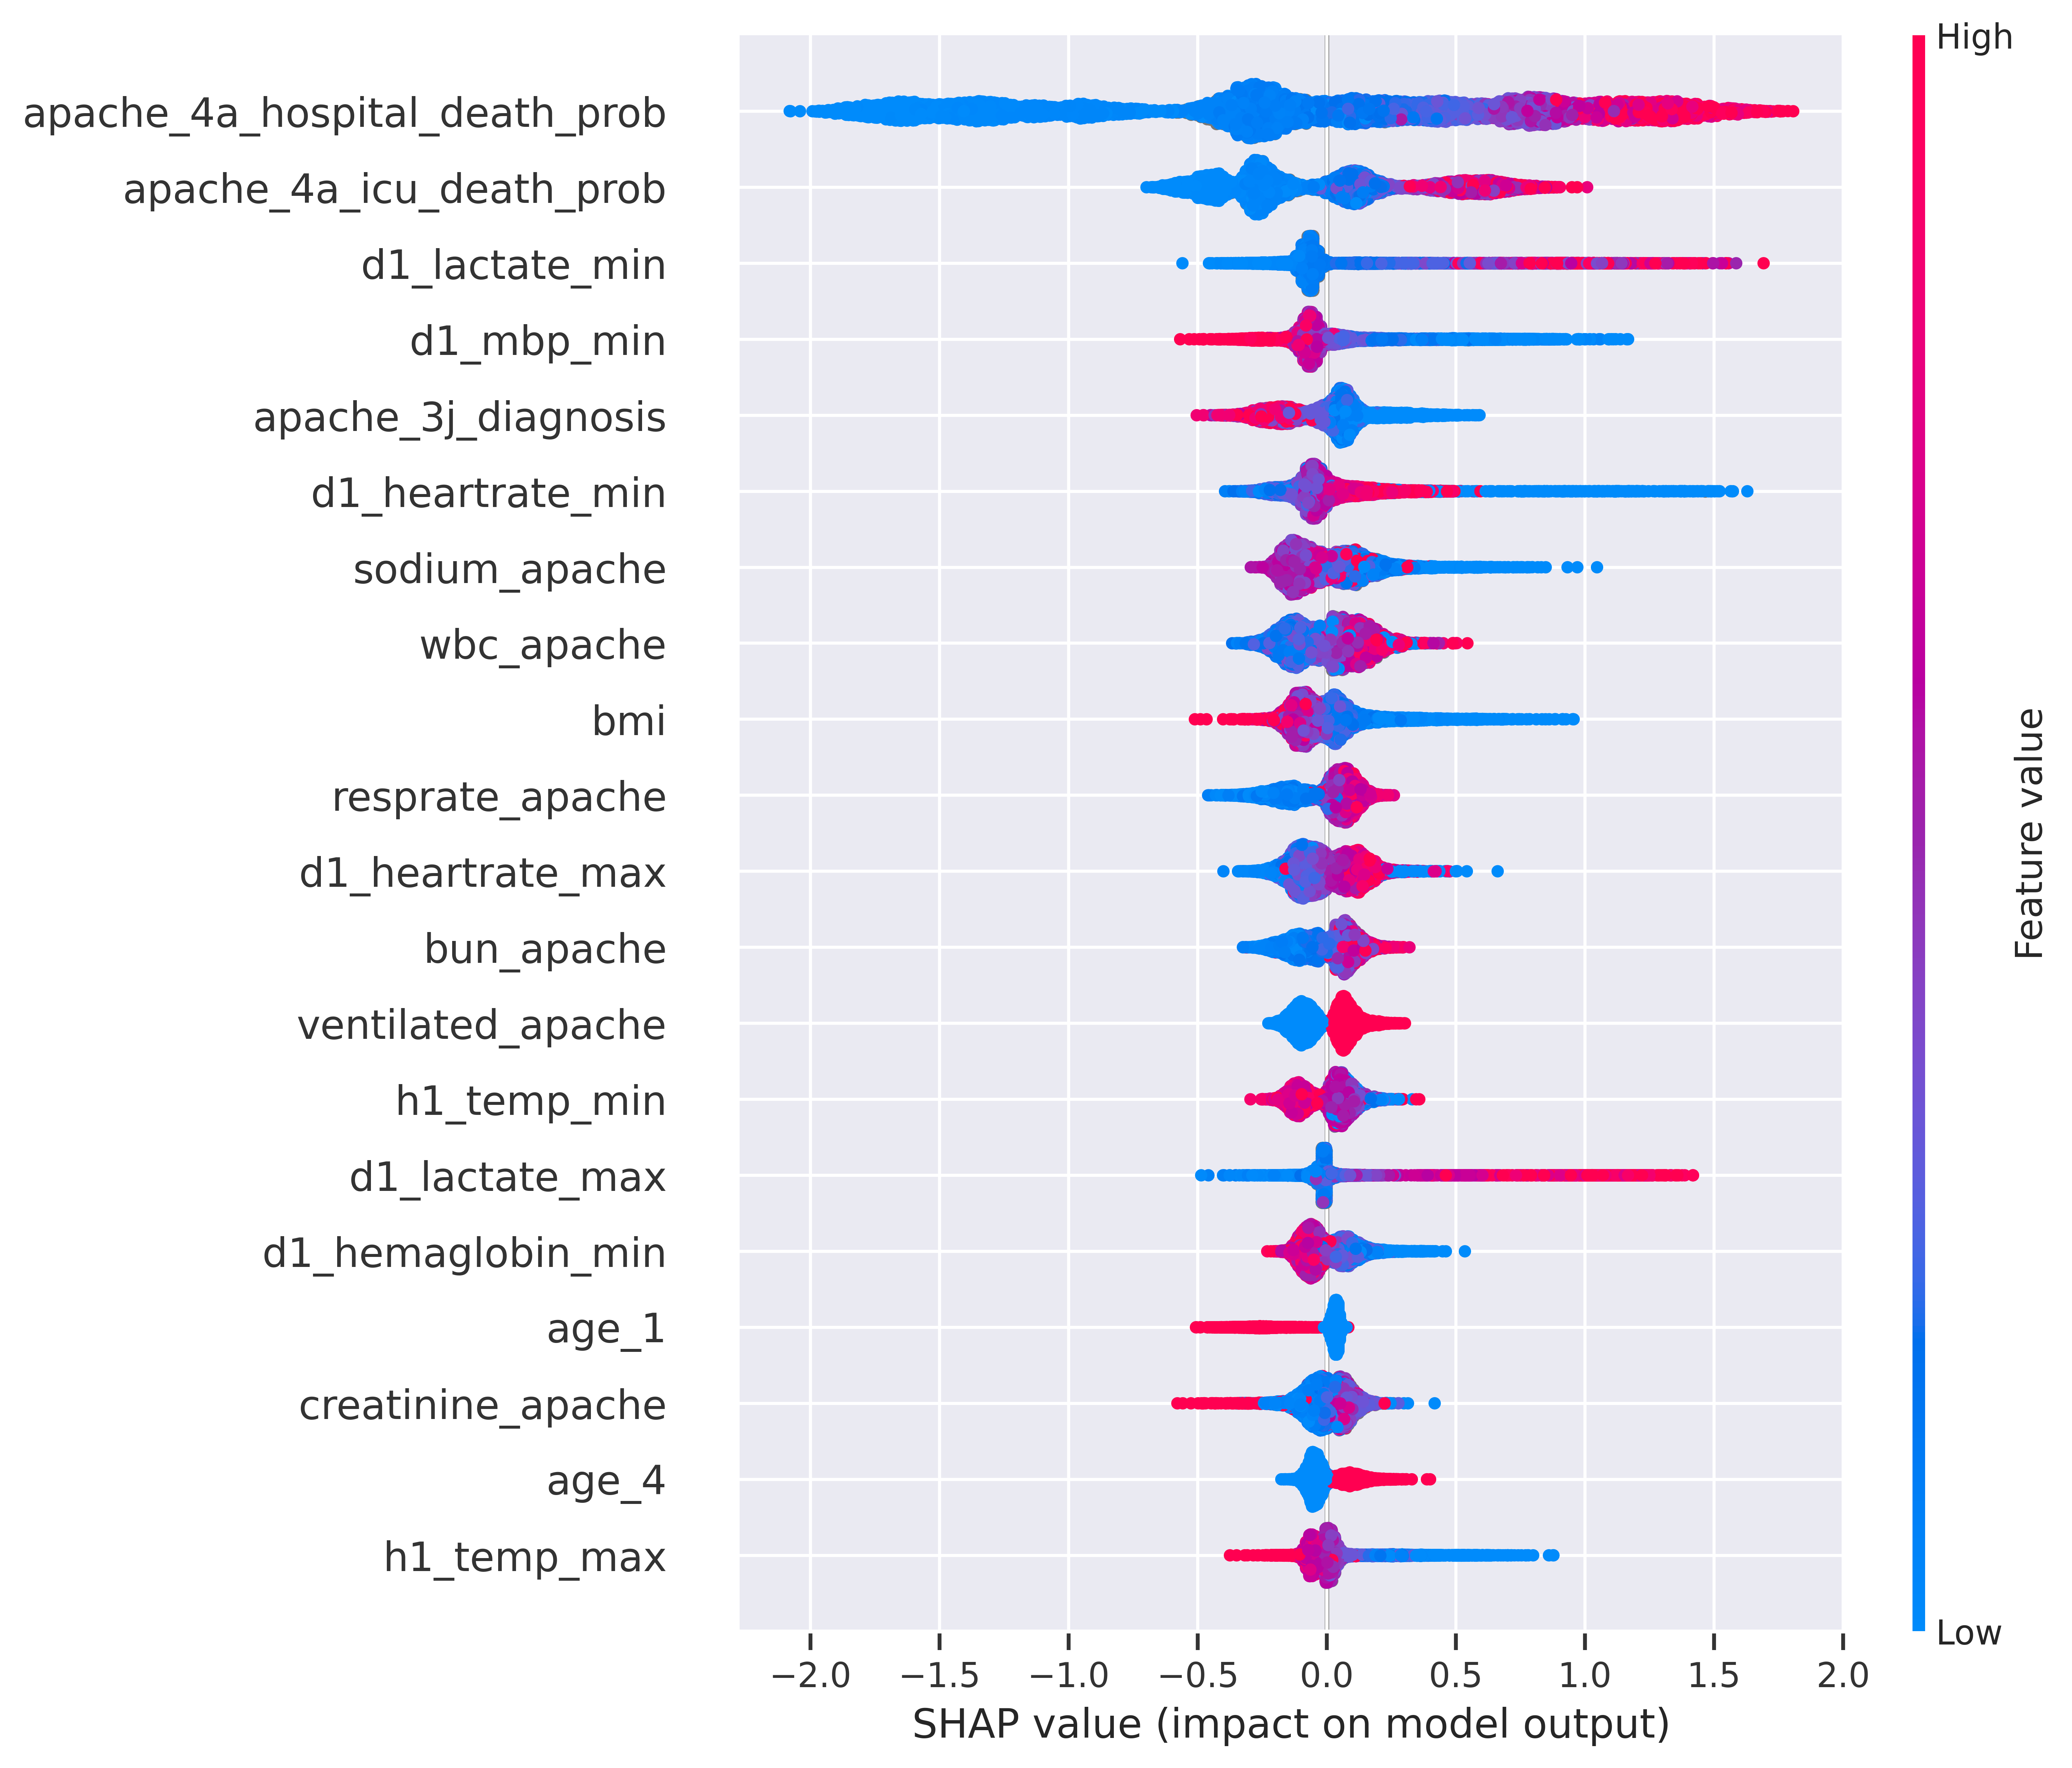 High
apache_4a_hospital_death_prob
apache_4a_icu_death_prob
d1_lactate_min
d1_mbp_min
apache_3j_diagnosis
d1_heartrate_min
sodium_apache
wbc_apache
bmi
resprate_apache
d1_heartrate_max
bun_apache
ventilated_apache
h1_temp_min
d1_lactate_max
d1_hemaglobin_min
age_1
creatinine_apache
age_4
h1_temp_max
Feature value
Low
−2.0 −1.5 −1.0 −0.5 0.0 0.5 1.0 1.5 2.0
SHAP value (impact on model output)